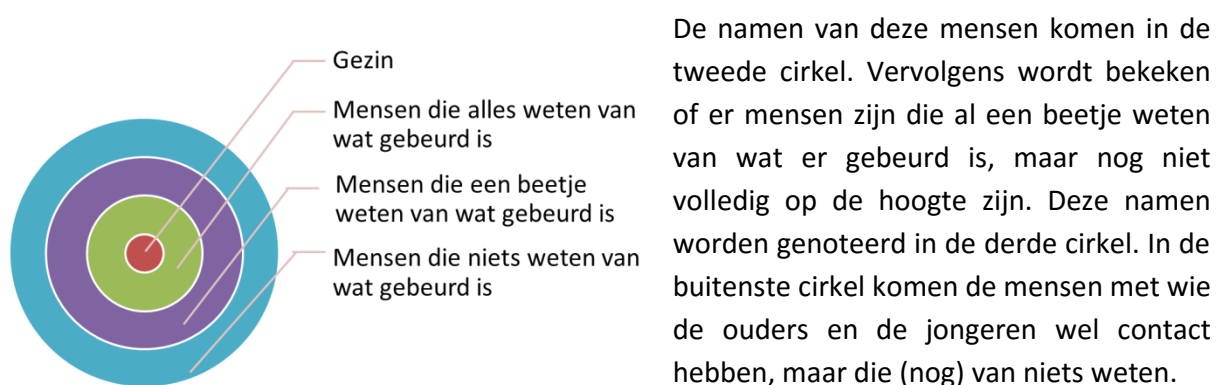 Gezin
Mensen die alles weten van
wat gebeurd is
Mensen die een beetje
weten van wat gebeurd is
Mensen die niets weten van
wat gebeurd is
De namen van deze mensen komen in de
tweede cirkel. Vervolgens wordt bekeken
of er mensen zijn die al een beetje weten
van wat er gebeurd is, maar nog niet
volledig op de hoogte zijn. Deze namen
worden genoteerd in de derde cirkel. In de
buitenste cirkel komen de mensen met wie
de ouders en de jongeren wel contact
hebben, maar die (nog) van niets weten.